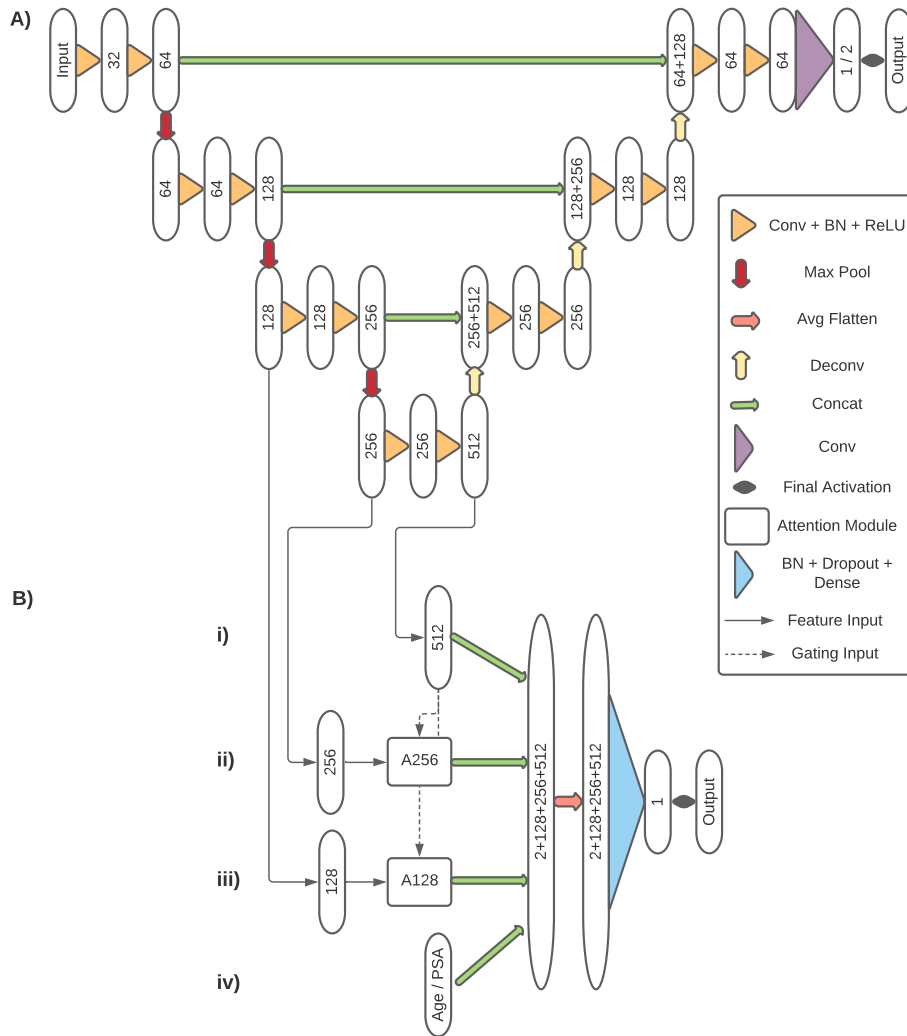 A)
Input
32
64
64+128
64
64
1 / 2
Output
64
64
128
128+256
128
128
128
128
256
256+512
256
256
256
256
512
Conv + BN + ReLU
Max Pool
Avg Flatten
Deconv
Concat
Conv
Final Activation
Attention Module
BN + Dropout +
Dense
Feature Input
Gating Input
B)
i)
512
ii)
256
A256
2+128+256+512
2+128+256+512
1
Output
iii)
128
A128
iv)
Age / PSA